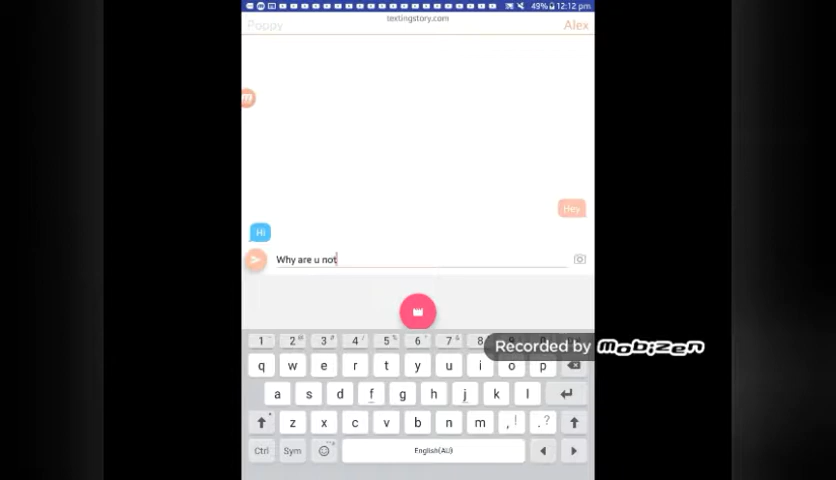 49% 12:12 pm
textingstory.com
Poppy
Alex
Hey
Hi
Why are u not
1 2 3 4 5 6 7 8
Recorded by mobizen
q w e r t y u i o p
a s d f g h j k l
z x c v b n m , ! . ?
Ctrl Sym English(AU)